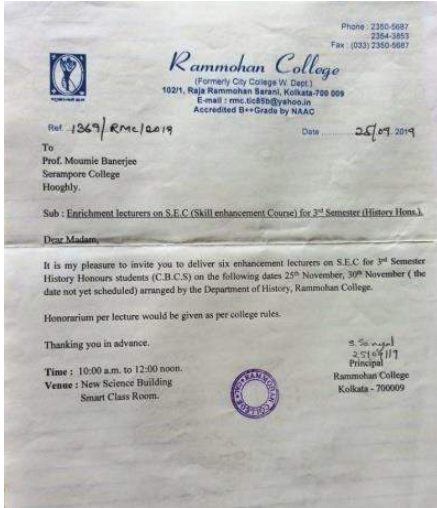 Phone : 2350-5687
2354-3853
Fax : (033) 2350-5687
Rammohan College
(Formerly City College W. Dept.)
102/1, Raja Rammohan Sarani, Kolkata-700 009
E-mail : rmc.tic85b@yahoo.in
Accredited B++Grade by NAAC
Ref. 1369/RMC/2019
Date .............. 25/09 2019
To
Prof. Moumie Banerjee
Serampore College
Hooghly.
Sub : Enrichment lecturers on S.E.C (Skill enhancement Course) for 3rd Semester (History Hons.).
Dear Madam,
It is my pleasure to invite you to deliver six enhancement lecturers on S.E.C for 3rd Semester
History Honours students (C.B.C.S) on the following dates 25th November, 30th November ( the
date not yet scheduled) arranged by the Department of History, Rammohan College.
Honorarium per lecture would be given as per college rules.
Thanking you in advance.
S. Sanyal
25/09/19
Principal
Time : 10:00 a.m. to 12:00 noon.
Rammohan College
Venue : New Science Building
Kolkata - 700009
Smart Class Room.
RAMMOHAN COLLEGE